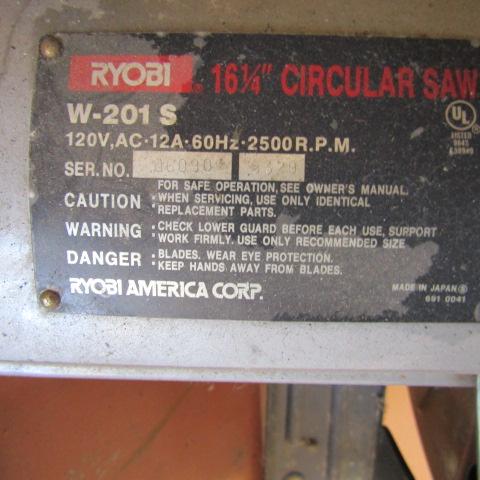 RYOBI® 16¼" CIRCULAR SAW
W-201 S
120V,AC·12A·60Hz·2500R.P.M.
UL
LISTED
SER. NO.
FOR SAFE OPERATION, SEE OWNER'S MANUAL.
CAUTION : WHEN SERVICING, USE ONLY IDENTICAL
REPLACEMENT PARTS.
WARNING : CHECK LOWER GUARD BEFORE EACH USE, SUPPORT
WORK FIRMLY. USE ONLY RECOMMENDED SIZE
DANGER : BLADES. WEAR EYE PROTECTION.
KEEP HANDS AWAY FROM BLADES.
RYOBI AMERICA CORP.
MADE IN JAPAN
691 0041